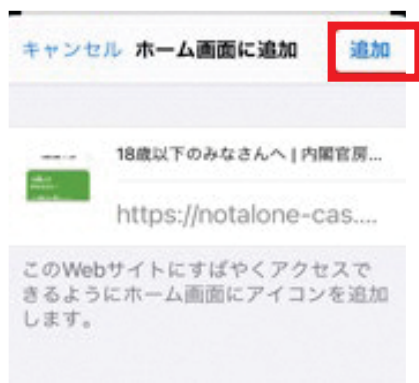 キャンセル ホーム画面に追加 追加
18歳以下のみなさんへ | 内閣官房...
https://notalone-cas....
このWebサイトにすばやくアクセスで
きるようにホーム画面にアイコンを追加
します。